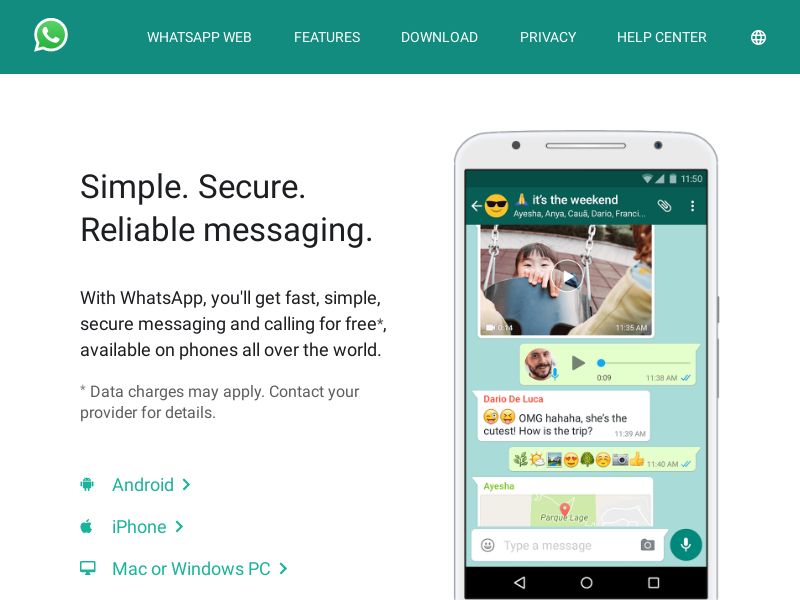 WHATSAPP WEB
FEATURES
DOWNLOAD
PRIVACY
HELP CENTER
Simple. Secure.
Reliable messaging.
With WhatsApp, you'll get fast, simple,
secure messaging and calling for free*,
available on phones all over the world.
* Data charges may apply. Contact your
provider for details.
Android
iPhone
Mac or Windows PC
11:50
🙏 it's the weekend
Ayesha, Anya, Cauã, Dario, Franci...
0:14
11:35 AM
0:09
11:38 AM
Dario De Luca
😜😝 OMG hahaha, she's the
cutest! How is the trip?
11:39 AM
11:40 AM
Ayesha
Parque Lage
Type a message